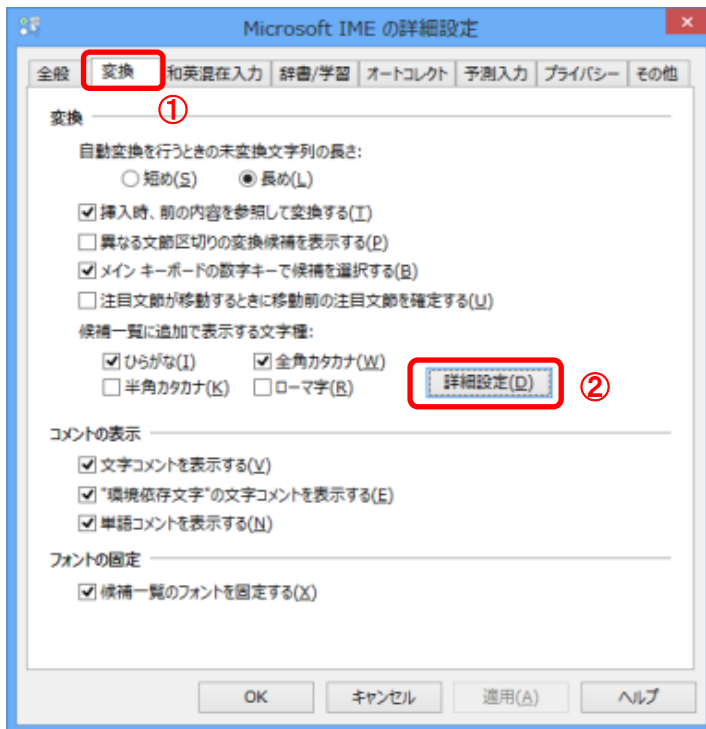 Microsoft IME の詳細設定
全般 変換 和英混在入力 辞書/学習 オートコレクト 予測入力 プライバシー その他
①
変換
自動変換を行うときの未変換文字列の長さ:
短め(S) 長め(L)
挿入時、前の内容を参照して変換する(T)
異なる文節区切りの変換候補を表示する(P)
メイン キーボードの数字キーで候補を選択する(B)
注目文節が移動するときに移動前の注目文節を確定する(U)
候補一覧に追加で表示する文字種:
ひらがな(I) 全角カタカナ(W)
半角カタカナ(K) ローマ字(R) 詳細設定(D) ②
コメントの表示
文字コメントを表示する(V)
"環境依存文字"の文字コメントを表示する(E)
単語コメントを表示する(N)
フォントの固定
候補一覧のフォントを固定する(X)
OK キャンセル 適用(A) ヘルプ